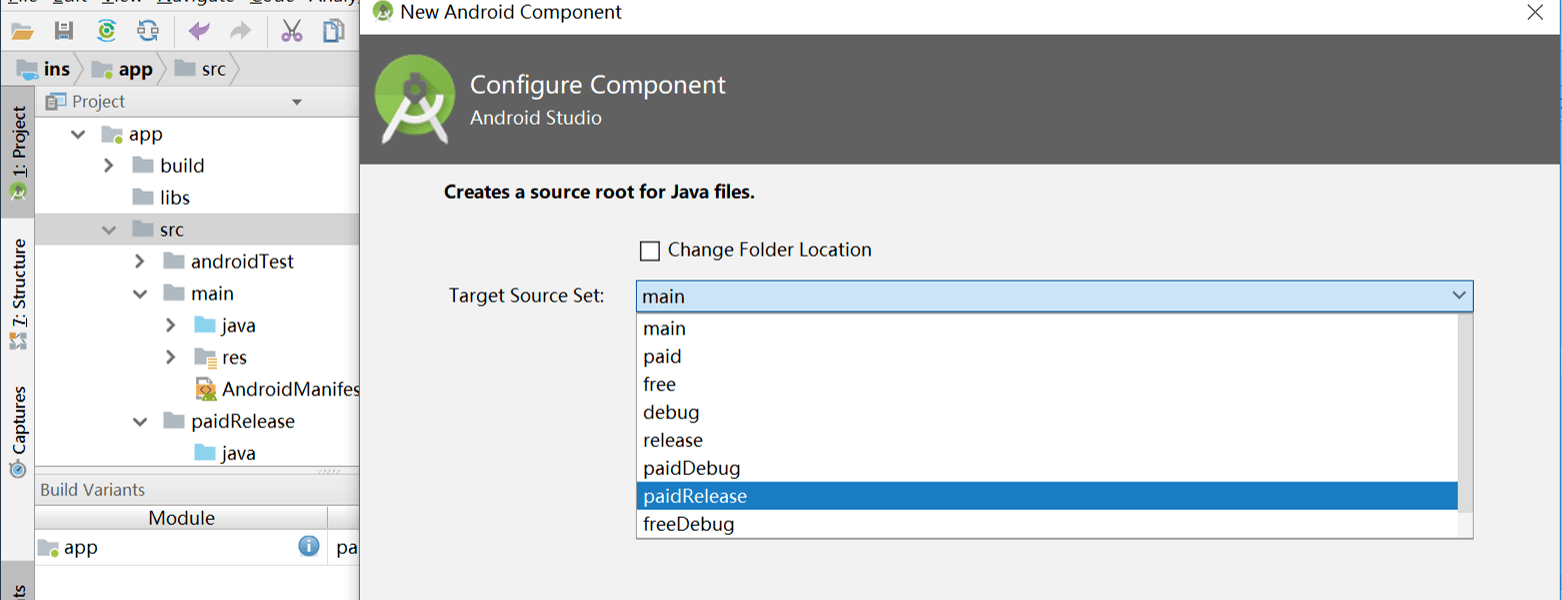 New Android Component
ins app src
Configure Component
Android Studio
1: Project
7: Structure
Captures
Project
app
build
libs
src
androidTest
main
java
res
AndroidManifes
paidRelease
java
Build Variants
Module
app
pa
Creates a source root for Java files.
Change Folder Location
Target Source Set: main
main
paid
free
debug
release
paidDebug
paidRelease
freeDebug